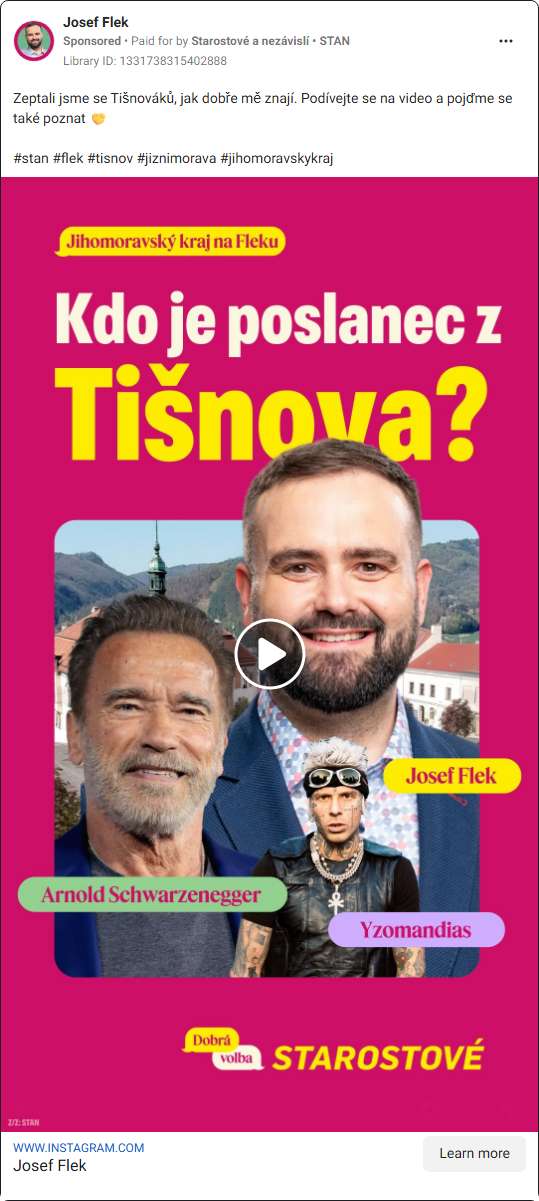 Josef Flek
Sponsored • Paid for by Starostové a nezávislí • STAN
Library ID: 1331738315402888
Zeptali jsme se Tišnováků, jak dobře mě znají. Podívejte se na video a pojďme se
také poznat 🤝
#stan #flek #tisnov #jiznimorava #jihomoravskykraj
Jihomoravský kraj na Fleku
Kdo je poslanec z
Tišnova?
Josef Flek
Arnold Schwarzenegger
Yzomandias
Dobrá
volba
STAROSTOVÉ
Z/Z: STAN
WWW.INSTAGRAM.COM
Josef Flek
Learn more